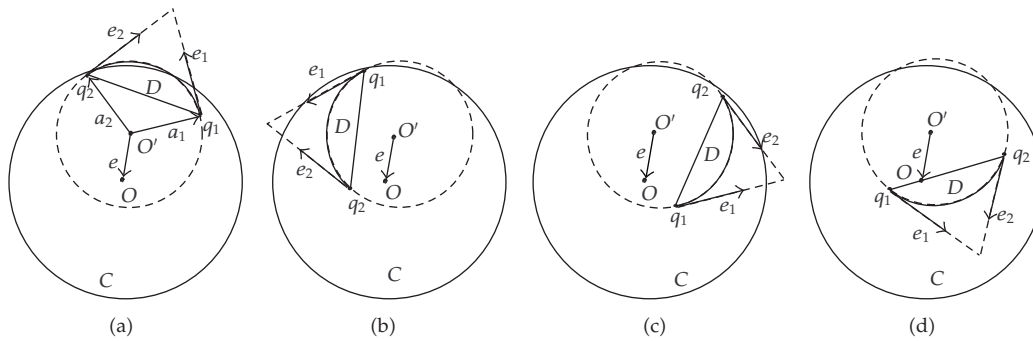 e₂
e₁
q₂
D
a₂
a₁
q₁
O′
e
O
C
(a)
e₁
q₁
D
O′
e
e₂
O
q₂
C
(b)
q₂
O′
e₂
e
D
O
q₁
e₁
C
(c)
O′
e
q₂
O
D
q₁
e₁
e₂
C
(d)